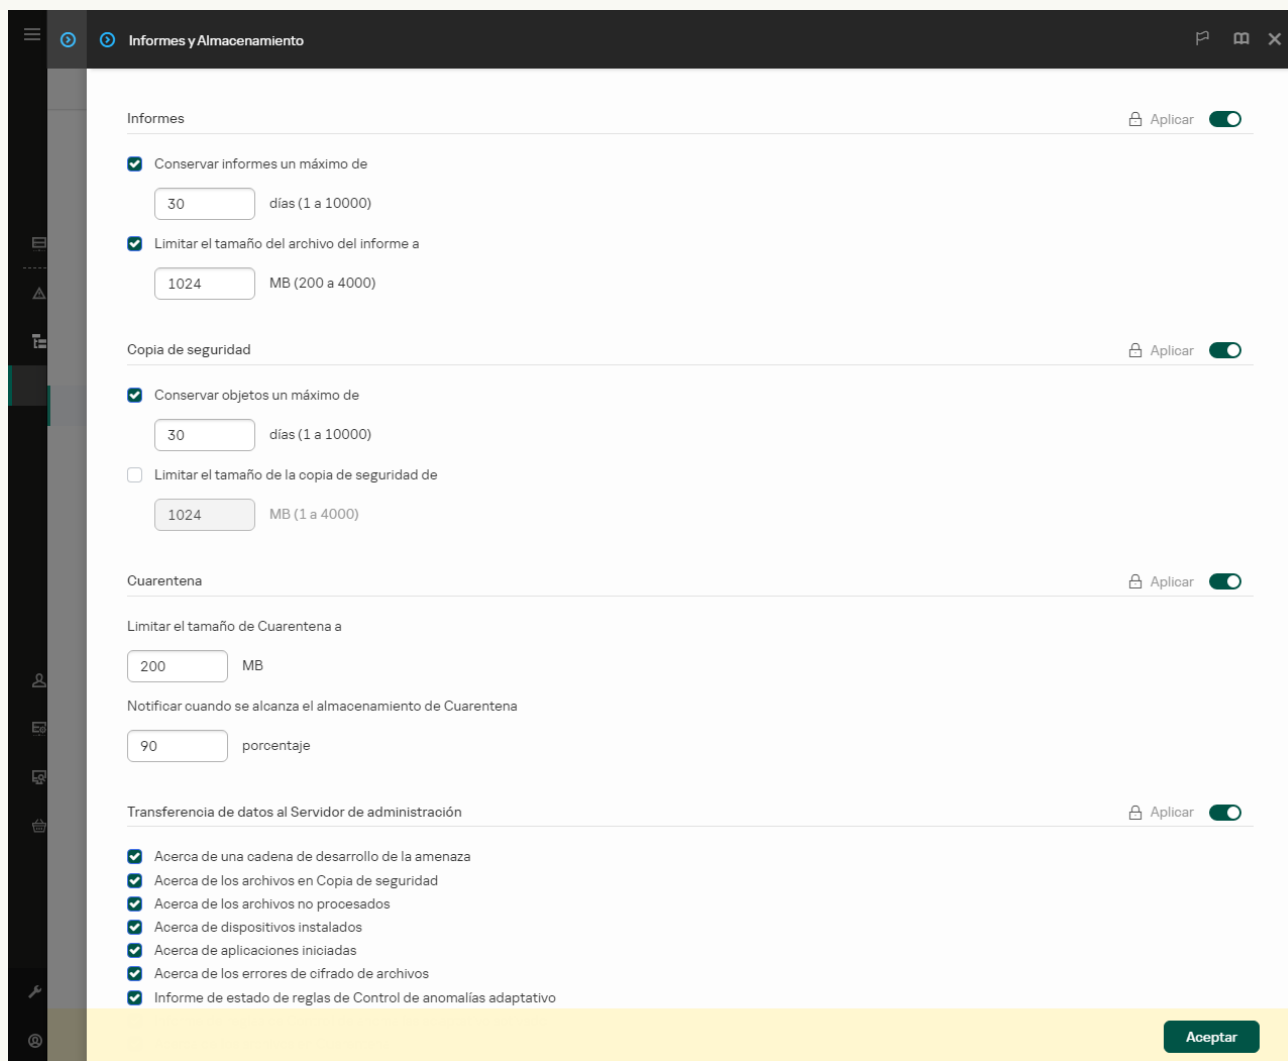 Informes y Almacenamiento
Informes
Aplicar
Conservar informes un máximo de
30 días (1 a 10000)
Limitar el tamaño del archivo del informe a
1024 MB (200 a 4000)
Copia de seguridad
Aplicar
Conservar objetos un máximo de
30 días (1 a 10000)
Limitar el tamaño de la copia de seguridad de
1024 MB (1 a 4000)
Cuarentena
Aplicar
Limitar el tamaño de Cuarentena a
200 MB
Notificar cuando se alcanza el almacenamiento de Cuarentena
90 porcentaje
Transferencia de datos al Servidor de administración
Aplicar
Acerca de una cadena de desarrollo de la amenaza
Acerca de los archivos en Copia de seguridad
Acerca de los archivos no procesados
Acerca de dispositivos instalados
Acerca de aplicaciones iniciadas
Acerca de los errores de cifrado de archivos
Informe de estado de reglas de Control de anomalías adaptativo
Aceptar